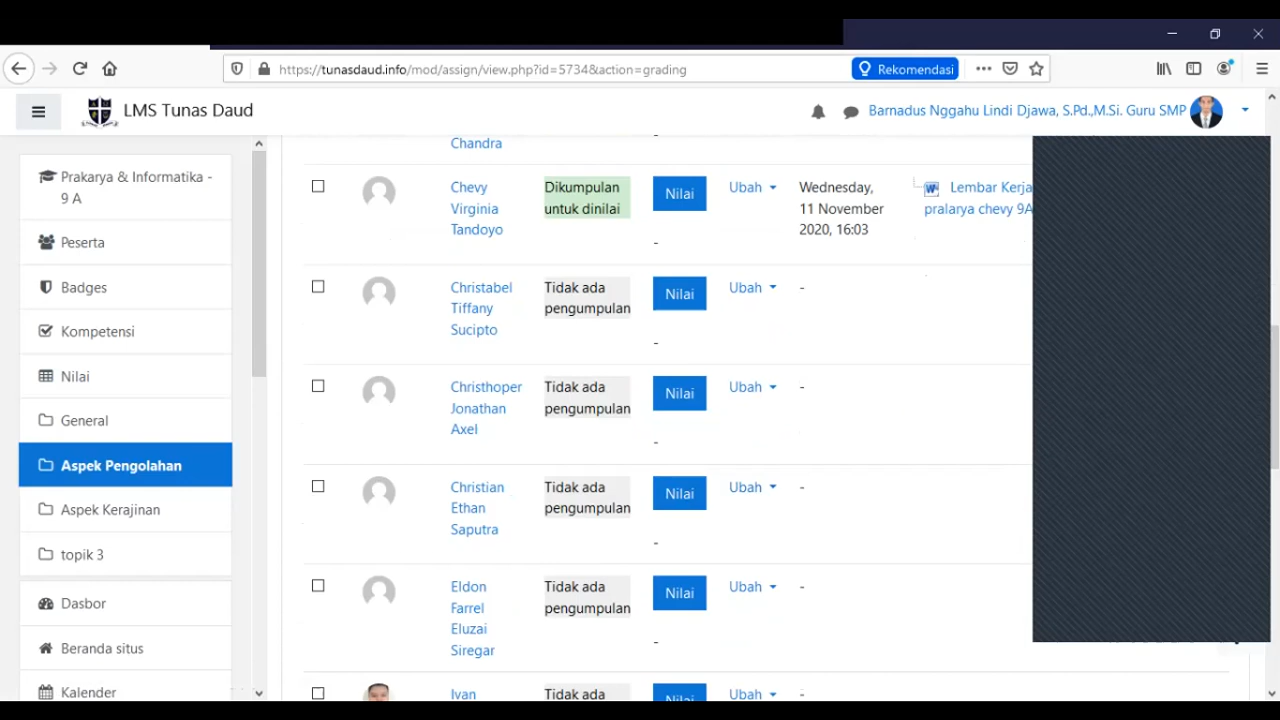 https://tunasdaud.info/mod/assign/view.php?id=5734&action=grading
Rekomendasi
LMS Tunas Daud
Barnadus Nggahu Lindi Djawa, S.Pd.,M.Si. Guru SMP
Prakarya & Informatika -
9 A
Peserta
Badges
Kompetensi
Nilai
General
Aspek Pengolahan
Aspek Kerajinan
topik 3
Dasbor
Beranda situs
Kalender
Chandra
-
Chevy
Virginia
Tandoyo
Dikumpulan
untuk dinilai
Nilai
-
Ubah
Wednesday,
11 November
2020, 16:03
Lembar Kerja
pralarya chevy 9A
Christabel
Tiffany
Sucipto
Tidak ada
pengumpulan
Nilai
-
Ubah
-
Christhoper
Jonathan
Axel
Tidak ada
pengumpulan
Nilai
-
Ubah
-
Christian
Ethan
Saputra
Tidak ada
pengumpulan
Nilai
-
Ubah
-
Eldon
Farrel
Eluzai
Siregar
Tidak ada
pengumpulan
Nilai
-
Ubah
-
Ivan
Tidak ada
Nilai
Ubah
-